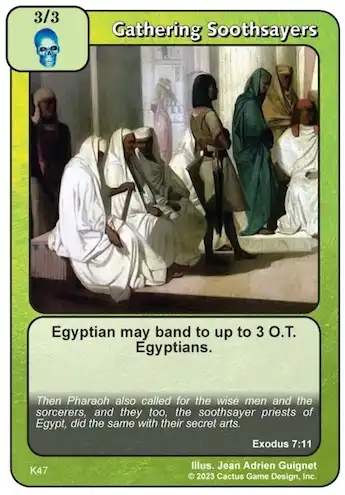 3/3
Gathering Soothsayers
Egyptian may band to up to 3 O.T.
Egyptians.
Then Pharaoh also called for the wise men and the
sorcerers, and they too, the soothsayer priests of
Egypt, did the same with their secret arts.
Exodus 7:11
K47
Illus. Jean Adrien Guignet
© 2023 Cactus Game Design, Inc.